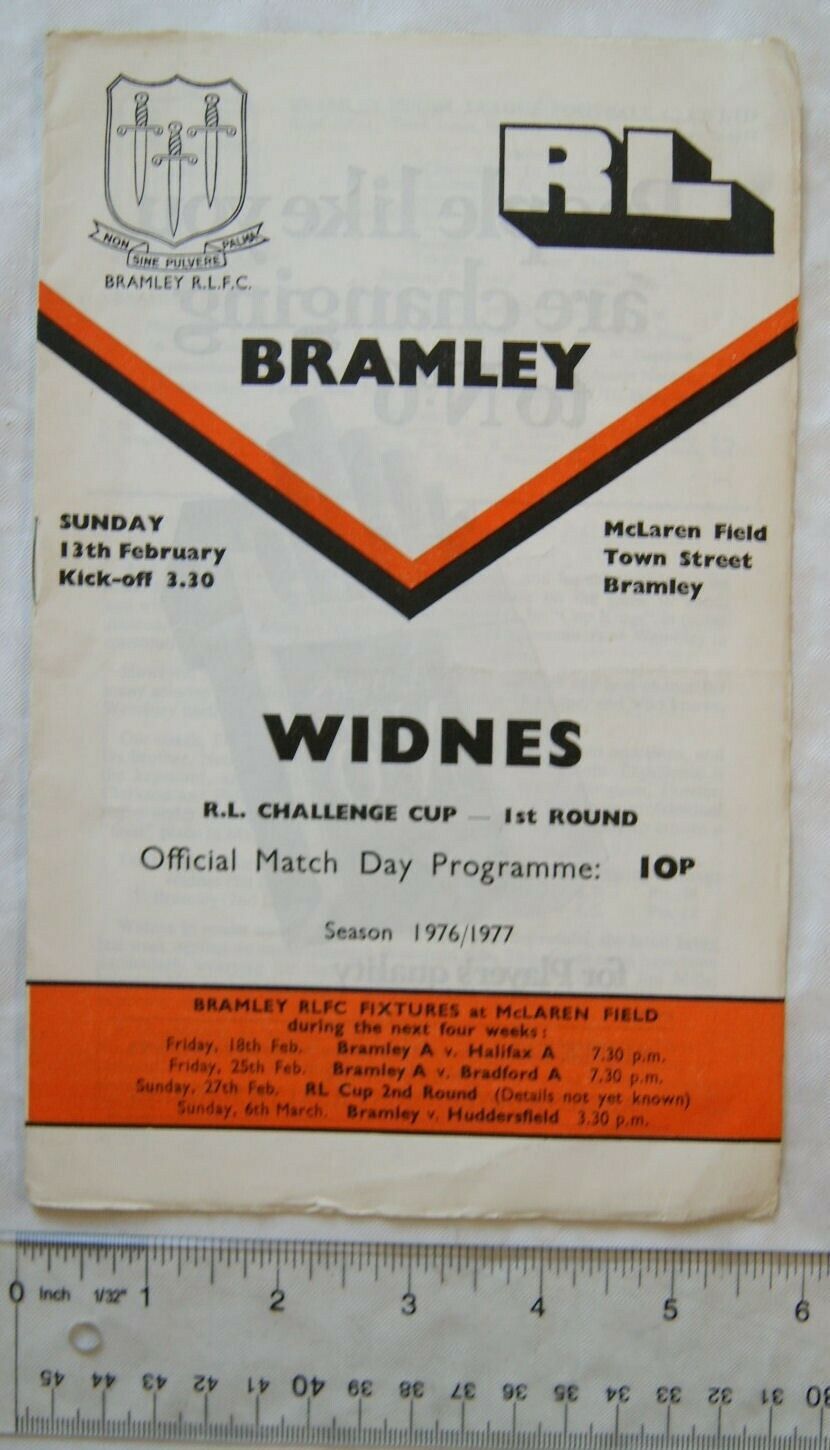 NON SINE PULVERE PALMA
BRAMLEY R.L.F.C.
RL
BRAMLEY
SUNDAY
13th February
Kick-off 3.30
McLaren Field
Town Street
Bramley
WIDNES
R.L. CHALLENGE CUP — 1st ROUND
Official Match Day Programme: 10P
Season 1976/1977
BRAMLEY RLFC FIXTURES at McLAREN FIELD
during the next four weeks:
Friday, 18th Feb. Bramley A v. Halifax A 7.30 p.m.
Friday, 25th Feb. Bramley A v. Bradford A 7.30 p.m.
Sunday, 27th Feb. RL Cup 2nd Round (Details not yet known)
Sunday, 6th March. Bramley v. Huddersfield 3.30 p.m.
0 Inch 1/32" 1 2 3 4 5 6
45 44 43 42 41 40 39 38 37 36 35 34 33 32 31 30